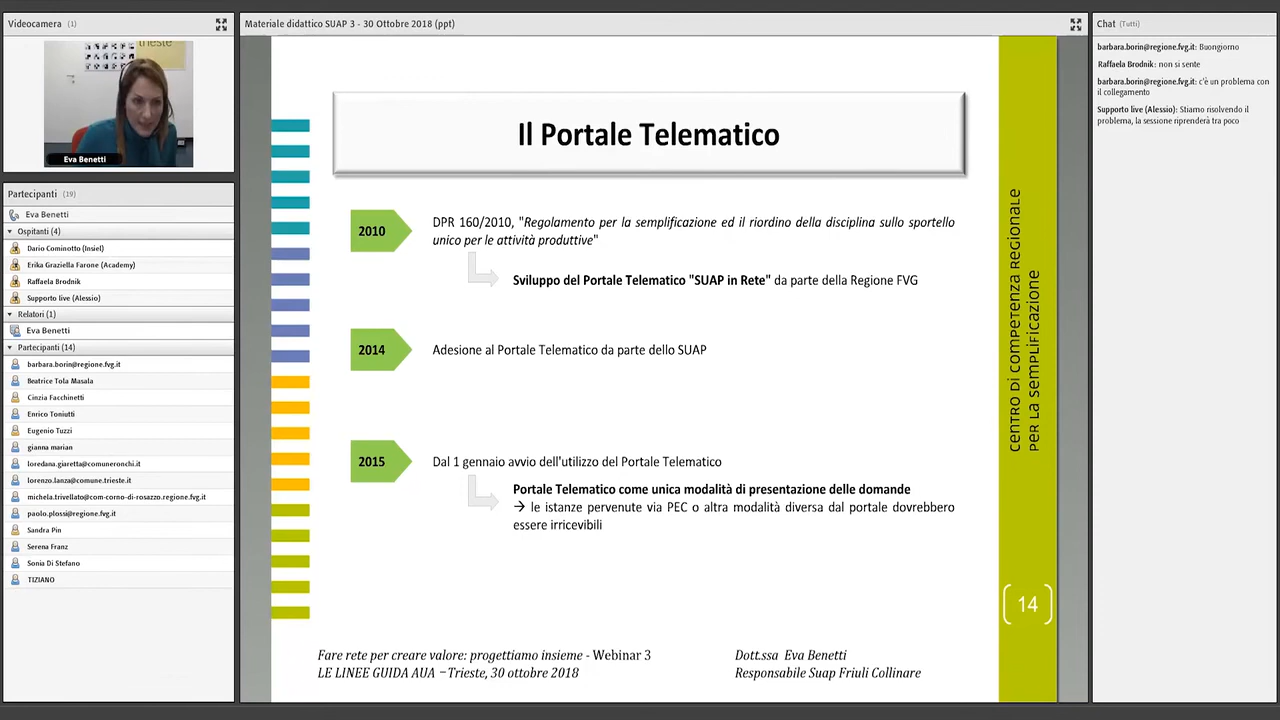 Videocamera (1)
trieste
Eva Benetti
Partecipanti (19)
Eva Benetti
Ospitanti (4)
Dario Cominotto (Insiel)
Erika Graziella Farone (Academy)
Raffaela Brodnik
Supporto live (Alessio)
Relatori (1)
Eva Benetti
Partecipanti (14)
barbara.borin@regione.fvg.it
Beatrice Tola Masala
Cinzia Facchinetti
Enrico Toniutti
Eugenio Tuzzi
gianna marian
loredana.giaretta@comuneronchi.it
lorenzo.lanza@comune.trieste.it
michela.trivellato@com-corno-di-rosazzo.regione.fvg.it
paolo.plossi@regione.fvg.it
Sandra Pin
Serena Franz
Sonia Di Stefano
TIZIANO
Materiale didattico SUAP 3 - 30 Ottobre 2018 (ppt)
Il Portale Telematico
2010
DPR 160/2010, "Regolamento per la semplificazione ed il riordino della disciplina sullo sportello
unico per le attività produttive"
Sviluppo del Portale Telematico "SUAP in Rete" da parte della Regione FVG
2014
Adesione al Portale Telematico da parte dello SUAP
2015
Dal 1 gennaio avvio dell'utilizzo del Portale Telematico
Portale Telematico come unica modalità di presentazione delle domande
→ le istanze pervenute via PEC o altra modalità diversa dal portale dovrebbero
essere irricevibili
Fare rete per creare valore: progettiamo insieme - Webinar 3
LE LINEE GUIDA AUA –Trieste, 30 ottobre 2018
Dott.ssa Eva Benetti
Responsabile Suap Friuli Collinare
CENTRO DI COMPETENZA REGIONALE
PER LA SEMPLIFICAZIONE
14
Chat (Tutti)
barbara.borin@regione.fvg.it: Buongiorno
Raffaela Brodnik: non si sente
barbara.borin@regione.fvg.it: c'è un problema con
il collegamento
Supporto live (Alessio): Stiamo risolvendo il
problema, la sessione riprenderà tra poco